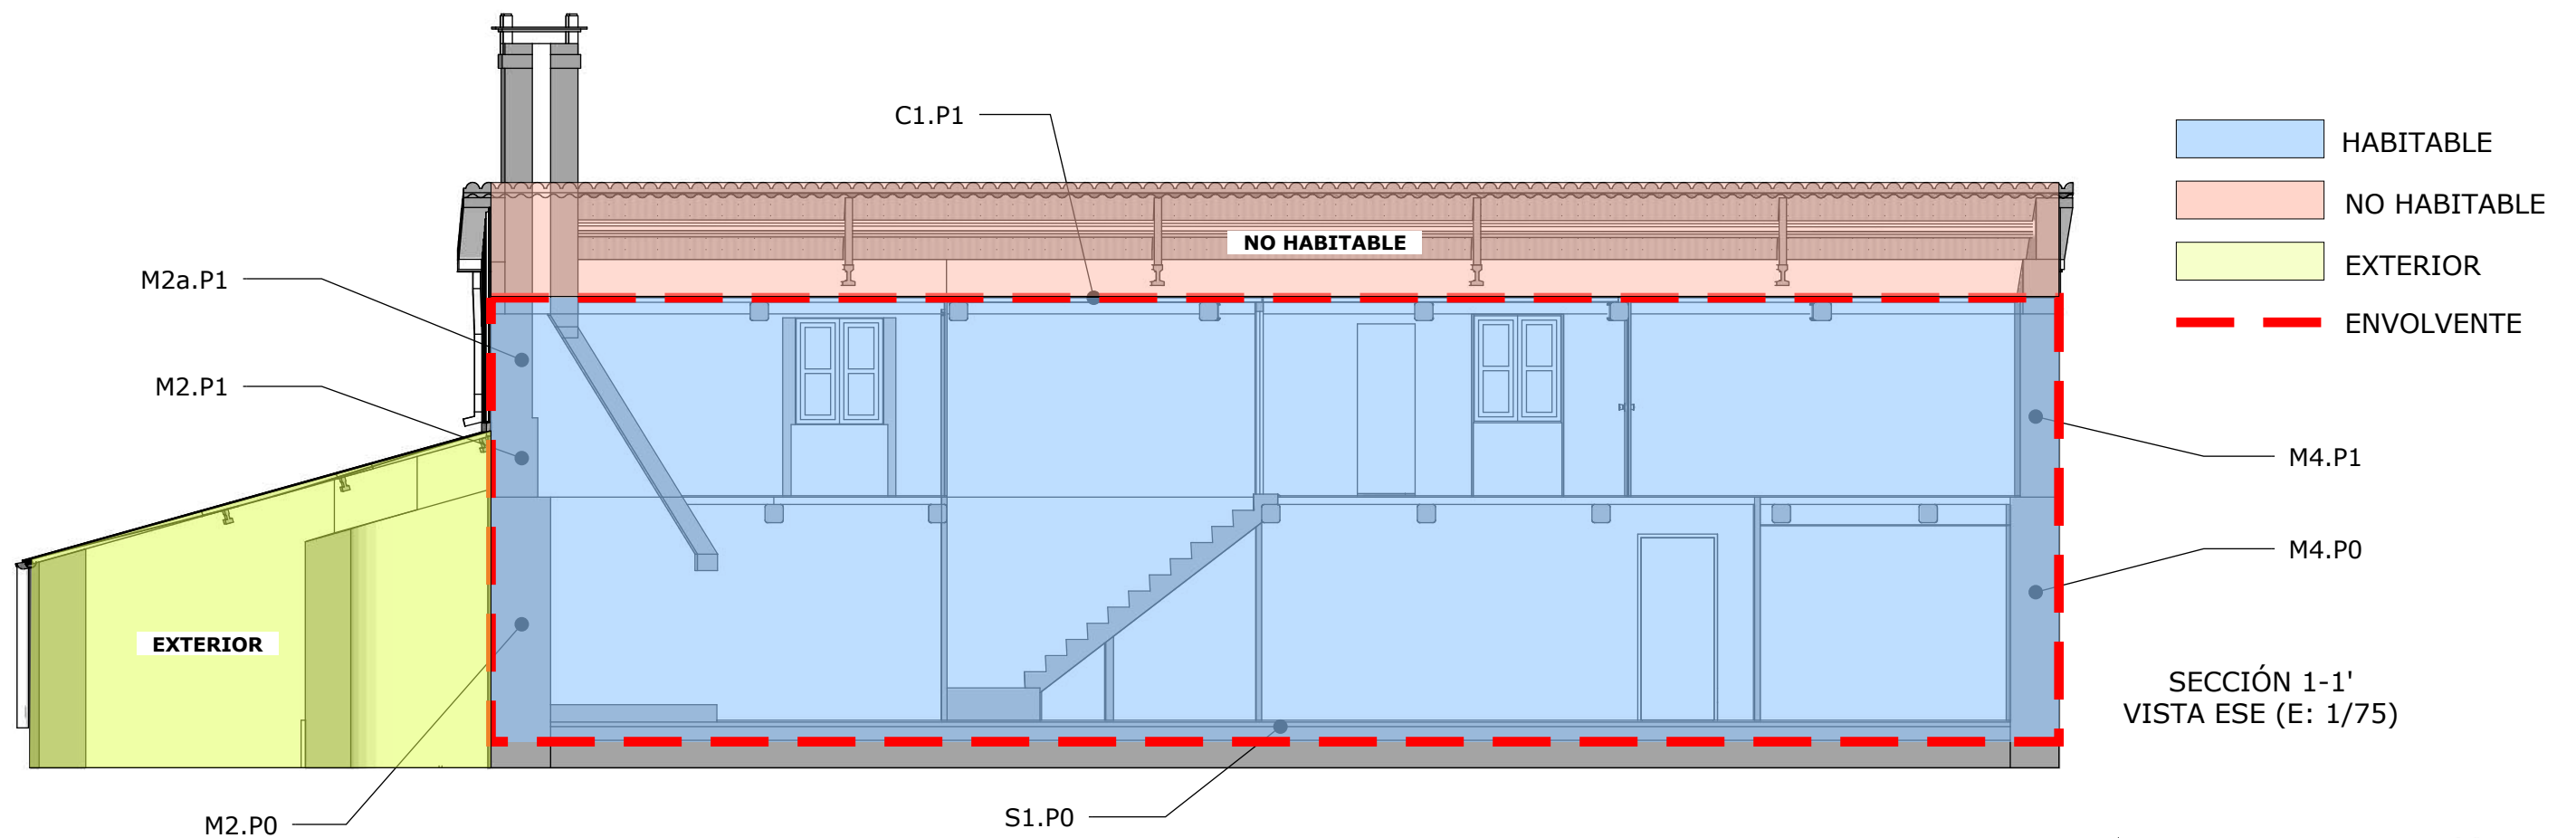 C1.P1
HABITABLE
NO HABITABLE
EXTERIOR
ENVOLVENTE
NO HABITABLE
M2a.P1
M2.P1
M4.P1
M4.P0
EXTERIOR
SECCIÓN 1-1'
VISTA ESE (E: 1/75)
M2.P0
S1.P0